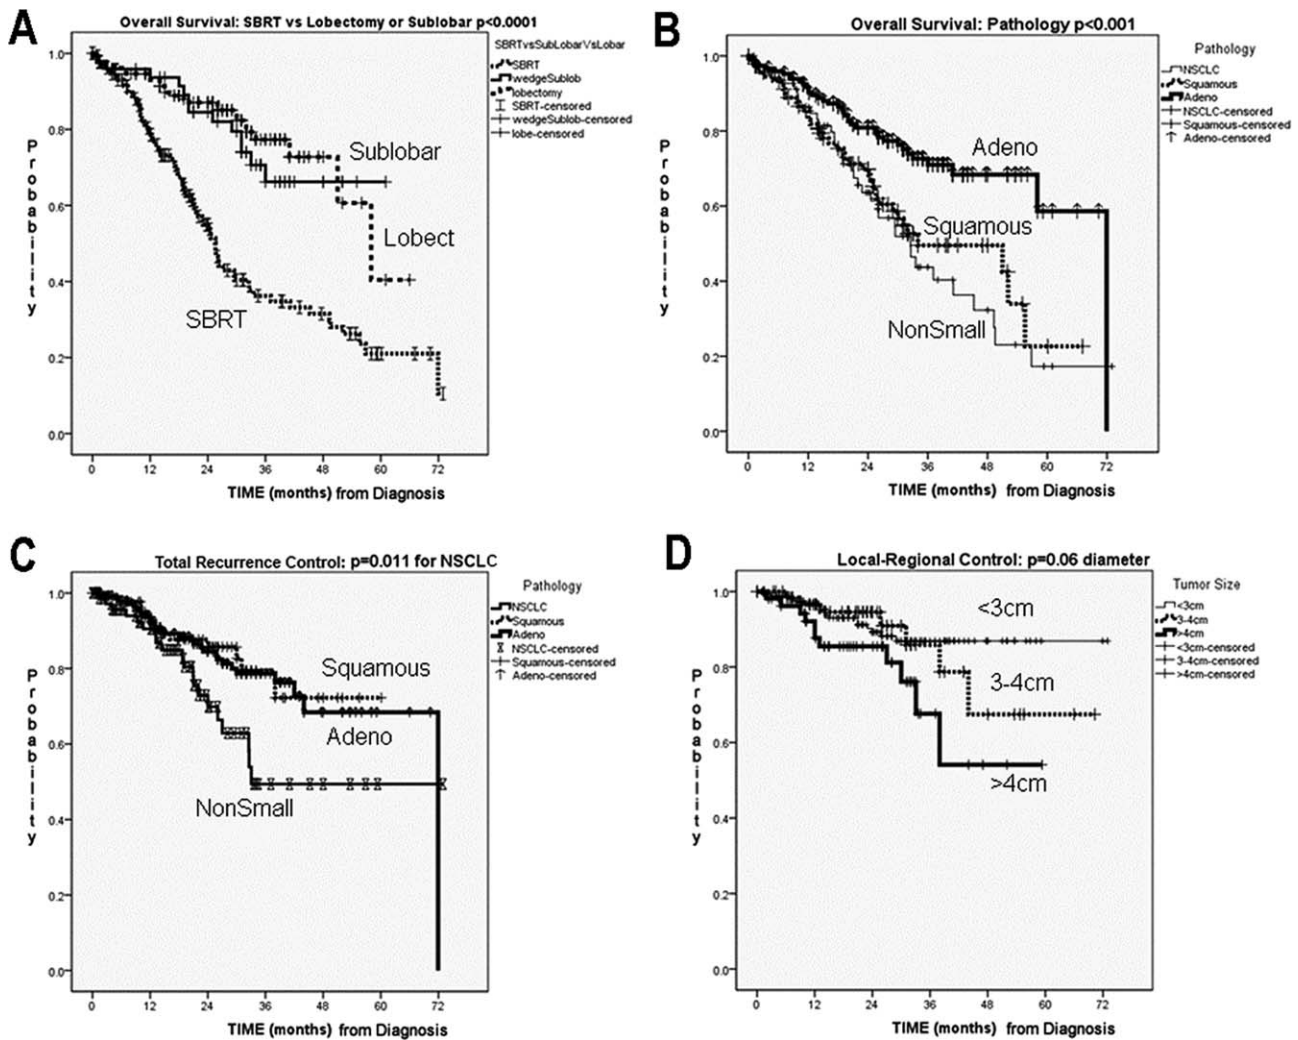 A
Overall Survival: SBRT vs Lobectomy or Sublobar p<0.0001
SBRTvsSubLobarVsLobar
SBRT
wedgeSublob
lobectomy
SBRT-censored
wedgeSublob-censored
lobe-censored
Probability
1.0
0.8
0.6
0.4
0.2
0.0
Sublobar
Lobect
SBRT
0 12 24 36 48 60 72
TIME (months) from Diagnosis
B
Overall Survival: Pathology p<0.001
Pathology
NSCLC
Squamous
Adeno
NSCLC-censored
Squamous-censored
Adeno-censored
Probability
1.0
0.8
0.6
0.4
0.2
0.0
Adeno
Squamous
NonSmall
0 12 24 36 48 60 72
TIME (months) from Diagnosis
C
Total Recurrence Control: p=0.011 for NSCLC
Pathology
NSCLC
Squamous
Adeno
NSCLC-censored
Squamous-censored
Adeno-censored
Probability
1.0
0.8
0.6
0.4
0.2
0.0
Squamous
Adeno
NonSmall
0 12 24 36 48 60 72
TIME (months) from Diagnosis
D
Local-Regional Control: p=0.06 diameter
Tumor Size
<3cm
3-4cm
>4cm
<3cm-censored
3-4cm-censored
>4cm-censored
Probability
1.0
0.8
0.6
0.4
0.2
0.0
<3cm
3-4cm
>4cm
0 12 24 36 48 60 72
TIME (months) from Diagnosis